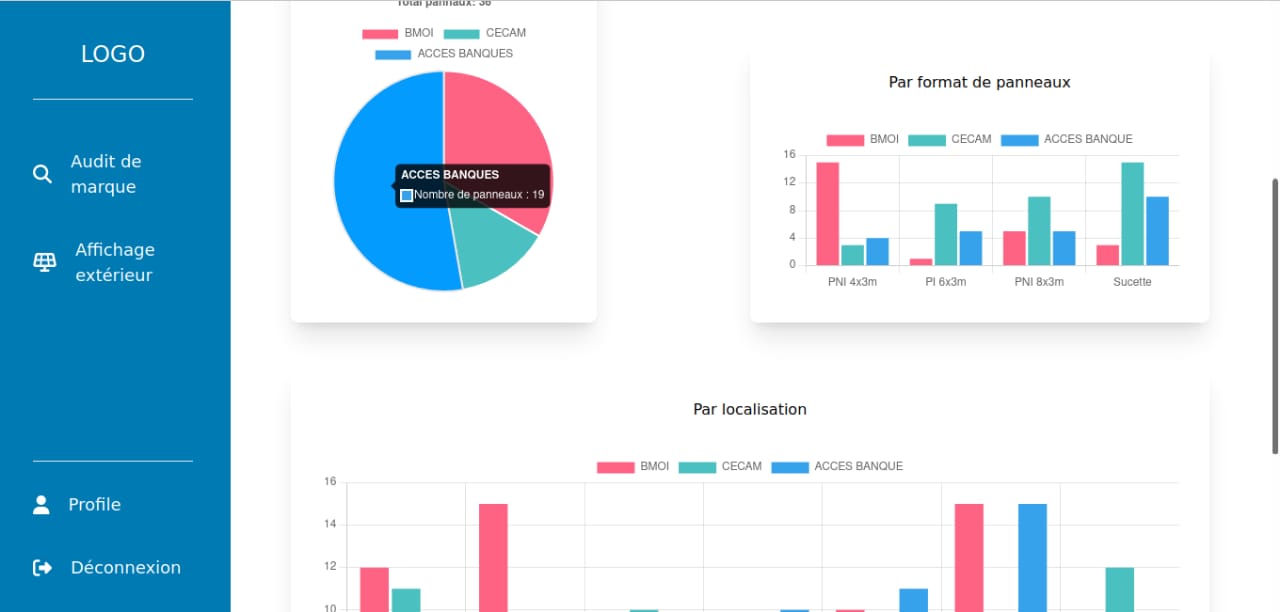 LOGO
Audit de
marque
Affichage
extérieur
Profile
Déconnexion
Total pannaux: 36
BMOI CECAM
ACCES BANQUES
ACCES BANQUES
Nombre de panneaux : 19
Par format de panneaux
BMOI CECAM ACCES BANQUE
16
12
8
4
0
PNI 4x3m PI 6x3m PNI 8x3m Sucette
Par localisation
BMOI CECAM ACCES BANQUE
16
14
12
10